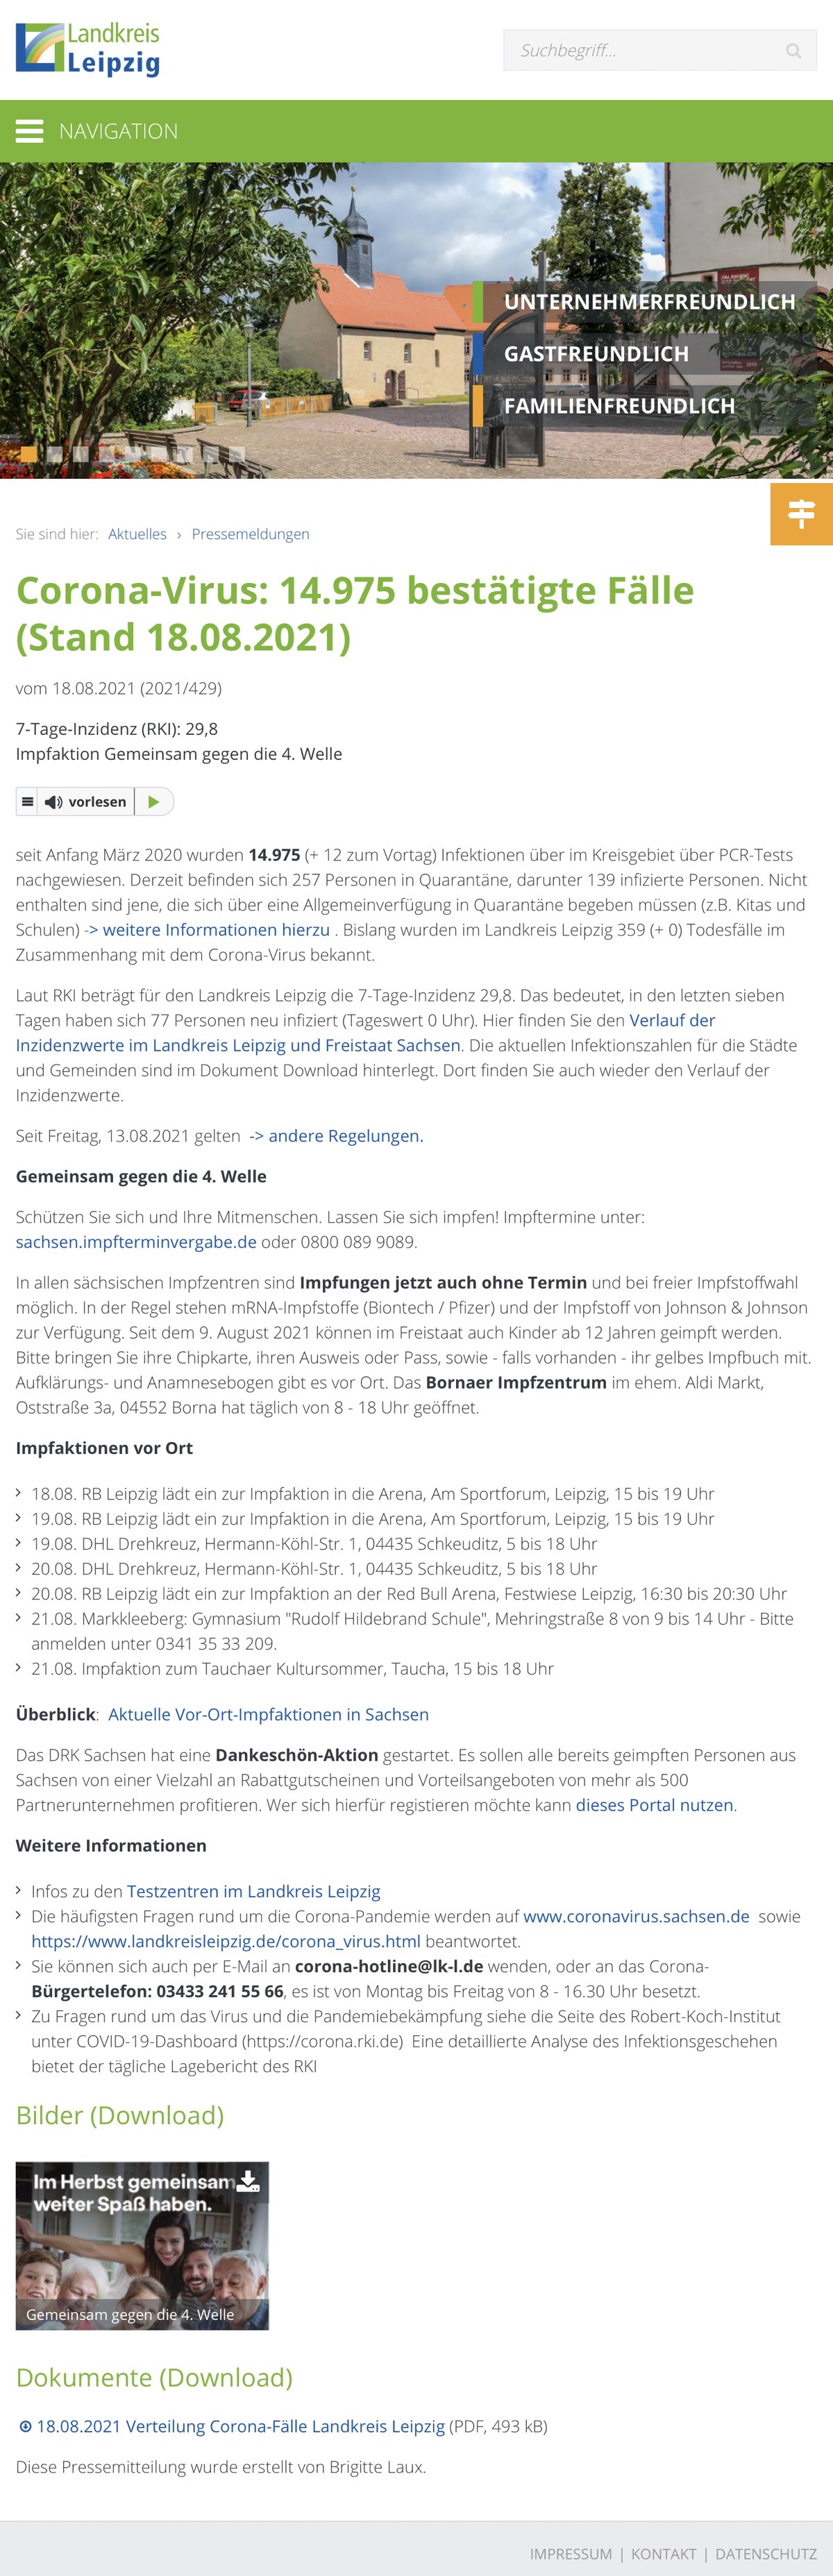 Landkreis
Leipzig
Suchbegriff...
NAVIGATION
UNTERNEHMERFREUNDLICH
GASTFREUNDLICH
FAMILIENFREUNDLICH
Sie sind hier: Aktuelles › Pressemeldungen
Corona-Virus: 14.975 bestätigte Fälle
(Stand 18.08.2021)
vom 18.08.2021 (2021/429)
7-Tage-Inzidenz (RKI): 29,8
Impfaktion Gemeinsam gegen die 4. Welle
vorlesen
seit Anfang März 2020 wurden 14.975 (+ 12 zum Vortag) Infektionen über im Kreisgebiet über PCR-Tests
nachgewiesen. Derzeit befinden sich 257 Personen in Quarantäne, darunter 139 infizierte Personen. Nicht
enthalten sind jene, die sich über eine Allgemeinverfügung in Quarantäne begeben müssen (z.B. Kitas und
Schulen) -> weitere Informationen hierzu . Bislang wurden im Landkreis Leipzig 359 (+ 0) Todesfälle im
Zusammenhang mit dem Corona-Virus bekannt.
Laut RKI beträgt für den Landkreis Leipzig die 7-Tage-Inzidenz 29,8. Das bedeutet, in den letzten sieben
Tagen haben sich 77 Personen neu infiziert (Tageswert 0 Uhr). Hier finden Sie den Verlauf der
Inzidenzwerte im Landkreis Leipzig und Freistaat Sachsen. Die aktuellen Infektionszahlen für die Städte
und Gemeinden sind im Dokument Download hinterlegt. Dort finden Sie auch wieder den Verlauf der
Inzidenzwerte.
Seit Freitag, 13.08.2021 gelten -> andere Regelungen.
Gemeinsam gegen die 4. Welle
Schützen Sie sich und Ihre Mitmenschen. Lassen Sie sich impfen! Impftermine unter:
sachsen.impfterminvergabe.de oder 0800 089 9089.
In allen sächsischen Impfzentren sind Impfungen jetzt auch ohne Termin und bei freier Impfstoffwahl
möglich. In der Regel stehen mRNA-Impfstoffe (Biontech / Pfizer) und der Impfstoff von Johnson & Johnson
zur Verfügung. Seit dem 9. August 2021 können im Freistaat auch Kinder ab 12 Jahren geimpft werden.
Bitte bringen Sie ihre Chipkarte, ihren Ausweis oder Pass, sowie - falls vorhanden - ihr gelbes Impfbuch mit.
Aufklärungs- und Anamnesebogen gibt es vor Ort. Das Bornaer Impfzentrum im ehem. Aldi Markt,
Oststraße 3a, 04552 Borna hat täglich von 8 - 18 Uhr geöffnet.
Impfaktionen vor Ort
› 18.08. RB Leipzig lädt ein zur Impfaktion in die Arena, Am Sportforum, Leipzig, 15 bis 19 Uhr
› 19.08. RB Leipzig lädt ein zur Impfaktion in die Arena, Am Sportforum, Leipzig, 15 bis 19 Uhr
› 19.08. DHL Drehkreuz, Hermann-Köhl-Str. 1, 04435 Schkeuditz, 5 bis 18 Uhr
› 20.08. DHL Drehkreuz, Hermann-Köhl-Str. 1, 04435 Schkeuditz, 5 bis 18 Uhr
› 20.08. RB Leipzig lädt ein zur Impfaktion an der Red Bull Arena, Festwiese Leipzig, 16:30 bis 20:30 Uhr
› 21.08. Markkleeberg: Gymnasium "Rudolf Hildebrand Schule", Mehringstraße 8 von 9 bis 14 Uhr - Bitte
anmelden unter 0341 35 33 209.
› 21.08. Impfaktion zum Tauchaer Kultursommer, Taucha, 15 bis 18 Uhr
Überblick: Aktuelle Vor-Ort-Impfaktionen in Sachsen
Das DRK Sachsen hat eine Dankeschön-Aktion gestartet. Es sollen alle bereits geimpften Personen aus
Sachsen von einer Vielzahl an Rabattgutscheinen und Vorteilsangeboten von mehr als 500
Partnerunternehmen profitieren. Wer sich hierfür registieren möchte kann dieses Portal nutzen.
Weitere Informationen
› Infos zu den Testzentren im Landkreis Leipzig
› Die häufigsten Fragen rund um die Corona-Pandemie werden auf www.coronavirus.sachsen.de sowie
https://www.landkreisleipzig.de/corona_virus.html beantwortet.
› Sie können sich auch per E-Mail an corona-hotline@lk-l.de wenden, oder an das Corona-
Bürgertelefon: 03433 241 55 66, es ist von Montag bis Freitag von 8 - 16.30 Uhr besetzt.
› Zu Fragen rund um das Virus und die Pandemiebekämpfung siehe die Seite des Robert-Koch-Institut
unter COVID-19-Dashboard (https://corona.rki.de) Eine detaillierte Analyse des Infektionsgeschehen
bietet der tägliche Lagebericht des RKI
Bilder (Download)
Im Herbst gemeinsam
weiter Spaß haben.
Gemeinsam gegen die 4. Welle
Dokumente (Download)
18.08.2021 Verteilung Corona-Fälle Landkreis Leipzig (PDF, 493 kB)
Diese Pressemitteilung wurde erstellt von Brigitte Laux.
IMPRESSUM | KONTAKT | DATENSCHUTZ